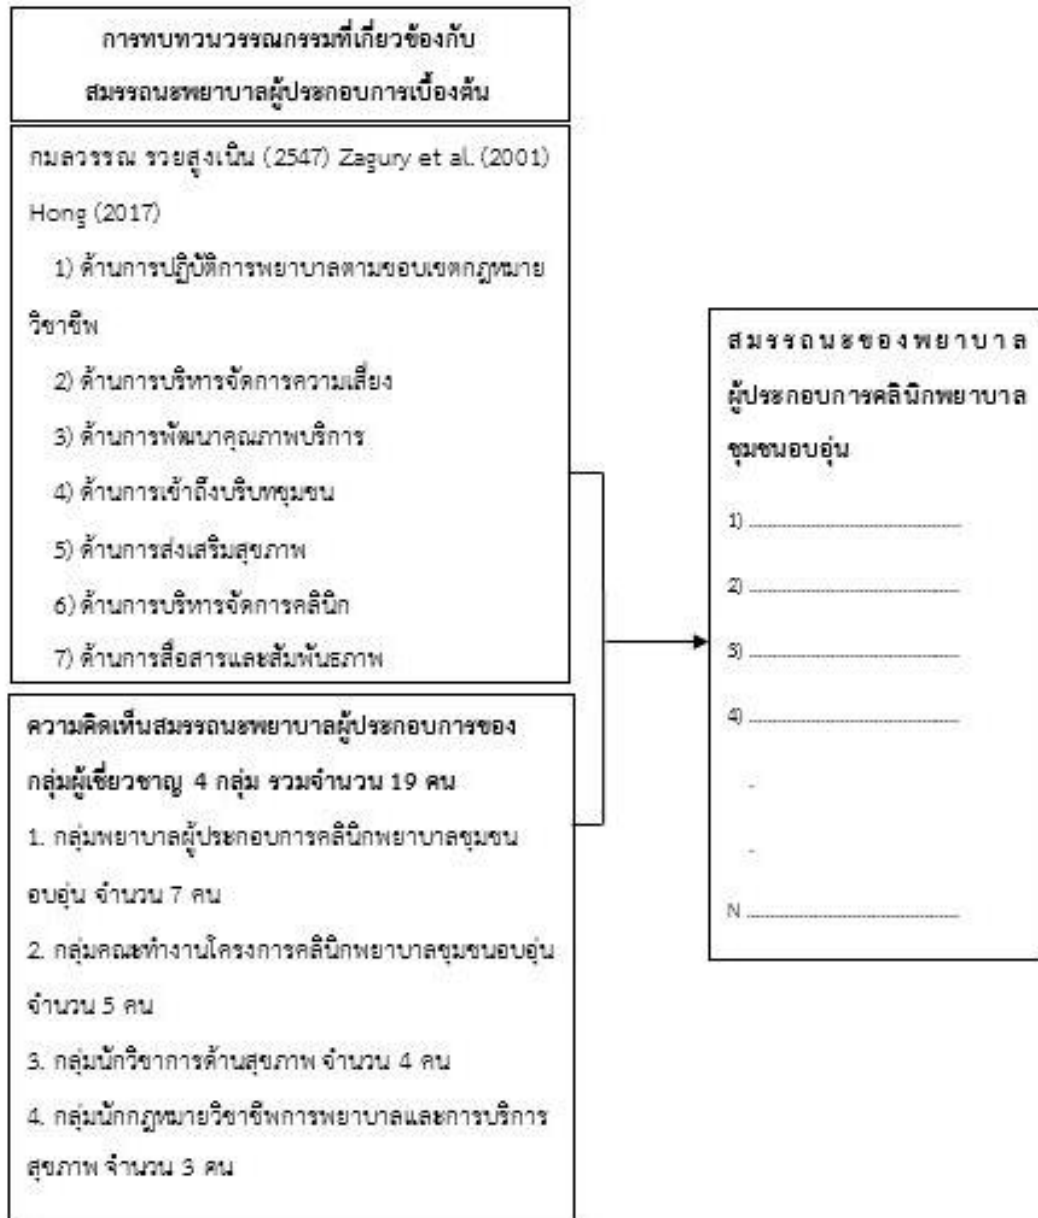 การทบทวนวรรณกรรมที่เกี่ยวข้องกับ
สมรรถนะพยาบาลผู้ประกอบการเบื้องต้น
กมลวรรณ รวยสูงเนิน (2547) Zagury et al. (2001)
Hong (2017)
1) ด้านการปฏิบัติการพยาบาลตามขอบเขตกฎหมาย
วิชาชีพ
2) ด้านการบริหารจัดการความเสี่ยง
3) ด้านการพัฒนาคุณภาพบริการ
4) ด้านการเข้าถึงบริบทชุมชน
5) ด้านการส่งเสริมสุขภาพ
6) ด้านการบริหารจัดการคลินิก
7) ด้านการสื่อสารและสัมพันธภาพ
ความคิดเห็นสมรรถนะพยาบาลผู้ประกอบการของ
กลุ่มผู้เชี่ยวชาญ 4 กลุ่ม รวมจำนวน 19 คน
1. กลุ่มพยาบาลผู้ประกอบการคลินิกพยาบาลชุมชน
อบอุ่น จำนวน 7 คน
2. กลุ่มคณะทำงานโครงการคลินิกพยาบาลชุมชนอบอุ่น
จำนวน 5 คน
3. กลุ่มนักวิชาการด้านสุขภาพ จำนวน 4 คน
4. กลุ่มนักกฎหมายวิชาชีพการพยาบาลและการบริการ
สุขภาพ จำนวน 3 คน
สมรรถนะของพยาบาล
ผู้ประกอบการคลินิกพยาบาล
ชุมชนอบอุ่น
1)
2)
3)
4)
-
-
N